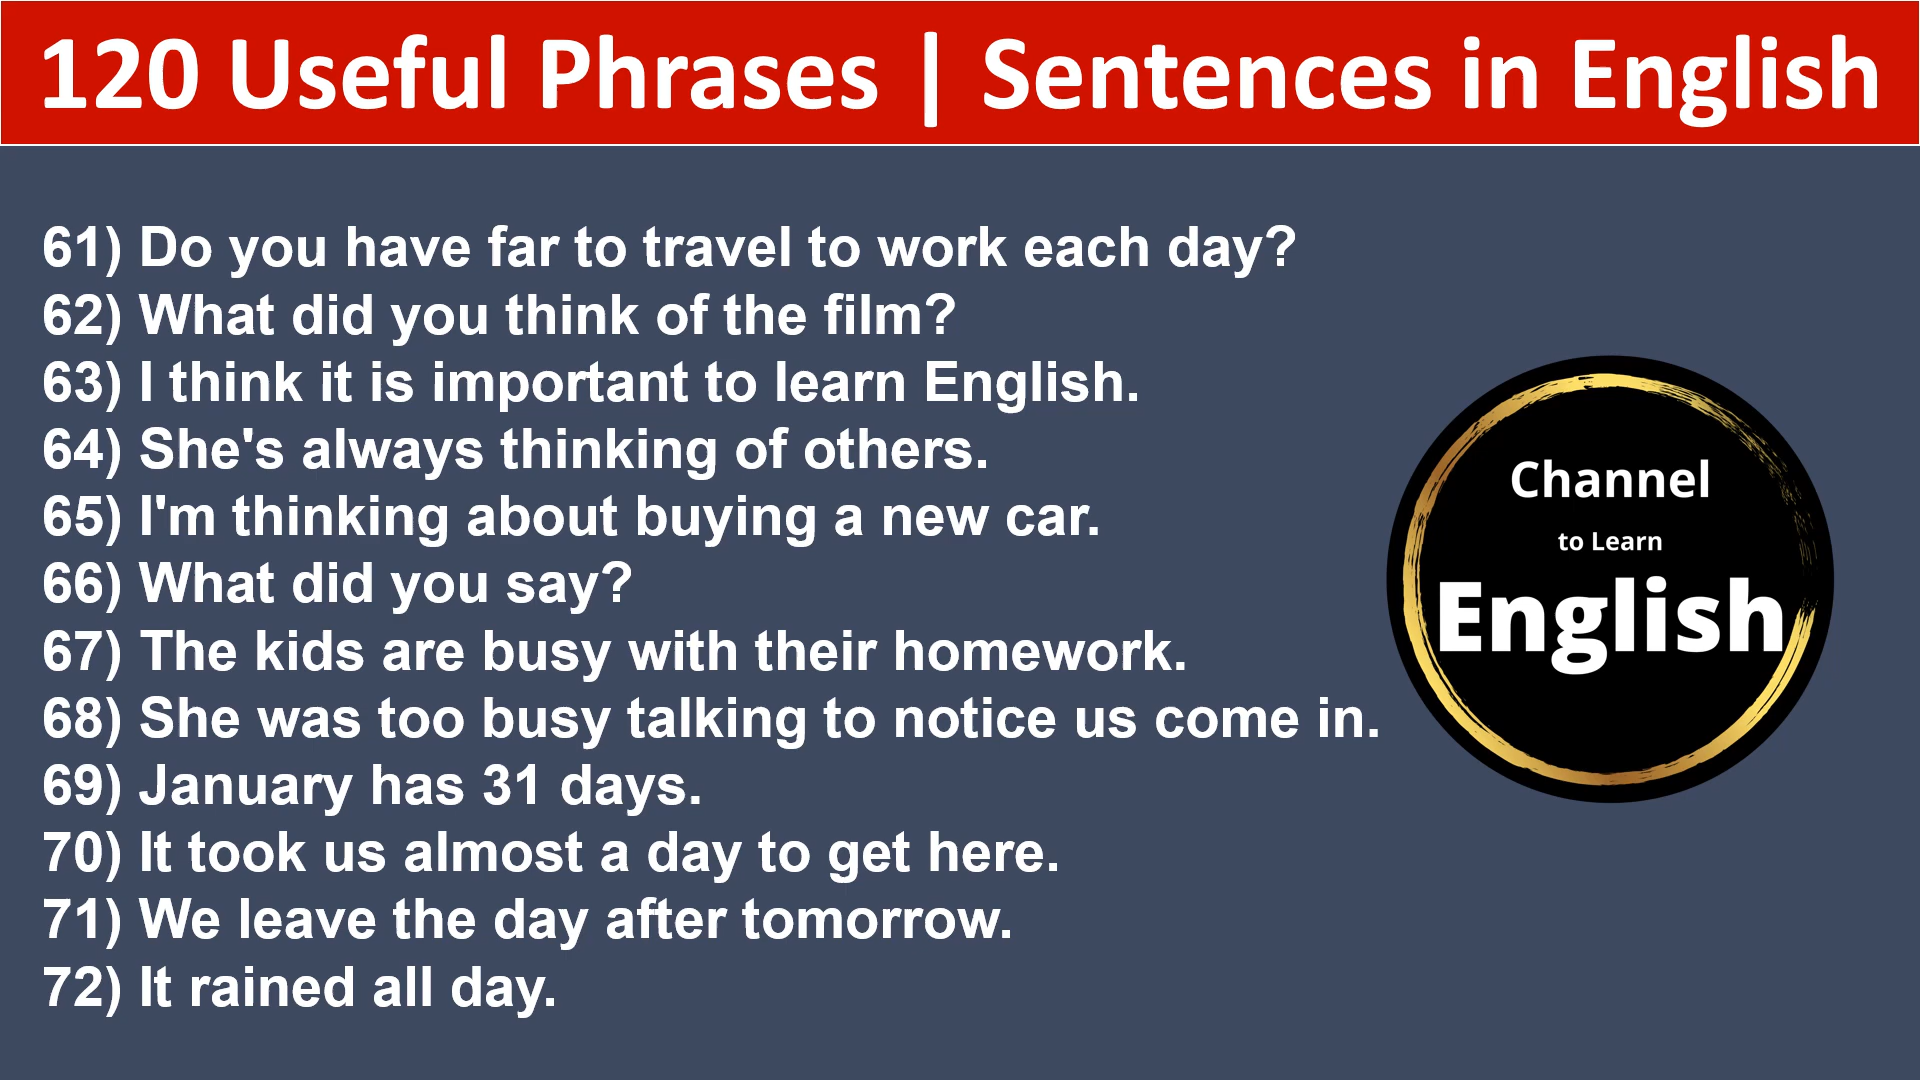 120 Useful Phrases | Sentences in English
61) Do you have far to travel to work each day?
62) What did you think of the film?
63) I think it is important to learn English.
64) She's always thinking of others.
65) I'm thinking about buying a new car.
66) What did you say?
67) The kids are busy with their homework.
68) She was too busy talking to notice us come in.
69) January has 31 days.
70) It took us almost a day to get here.
71) We leave the day after tomorrow.
72) It rained all day.
Channel
to Learn
English